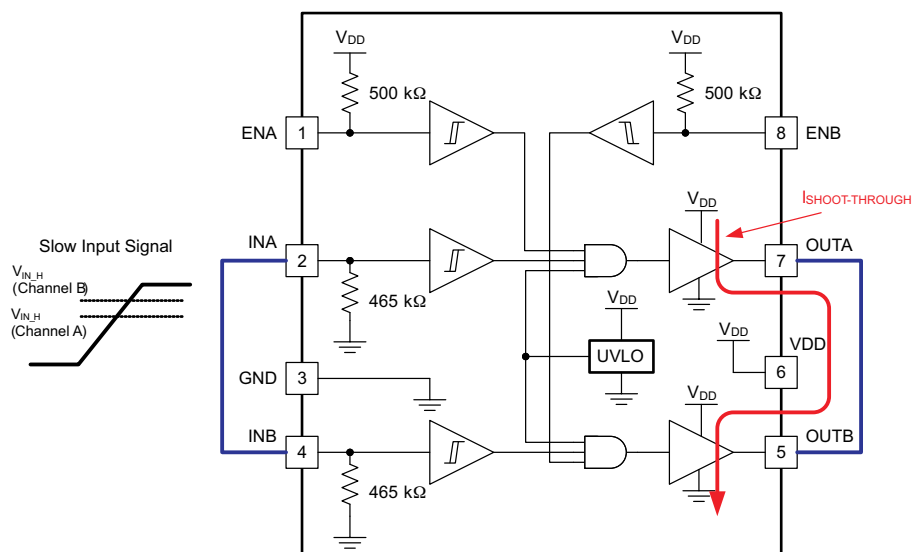 VDD
VDD
500 kΩ
500 kΩ
ENA
1
8
ENB
ISHOOT-THROUGH
VDD
Slow Input Signal
INA
2
7
OUTA
VIN_H
(Channel B)
VIN_H
(Channel A)
465 kΩ
VDD
VDD
VDD
UVLO
6
GND
3
VDD
INB
4
5
OUTB
465 kΩ